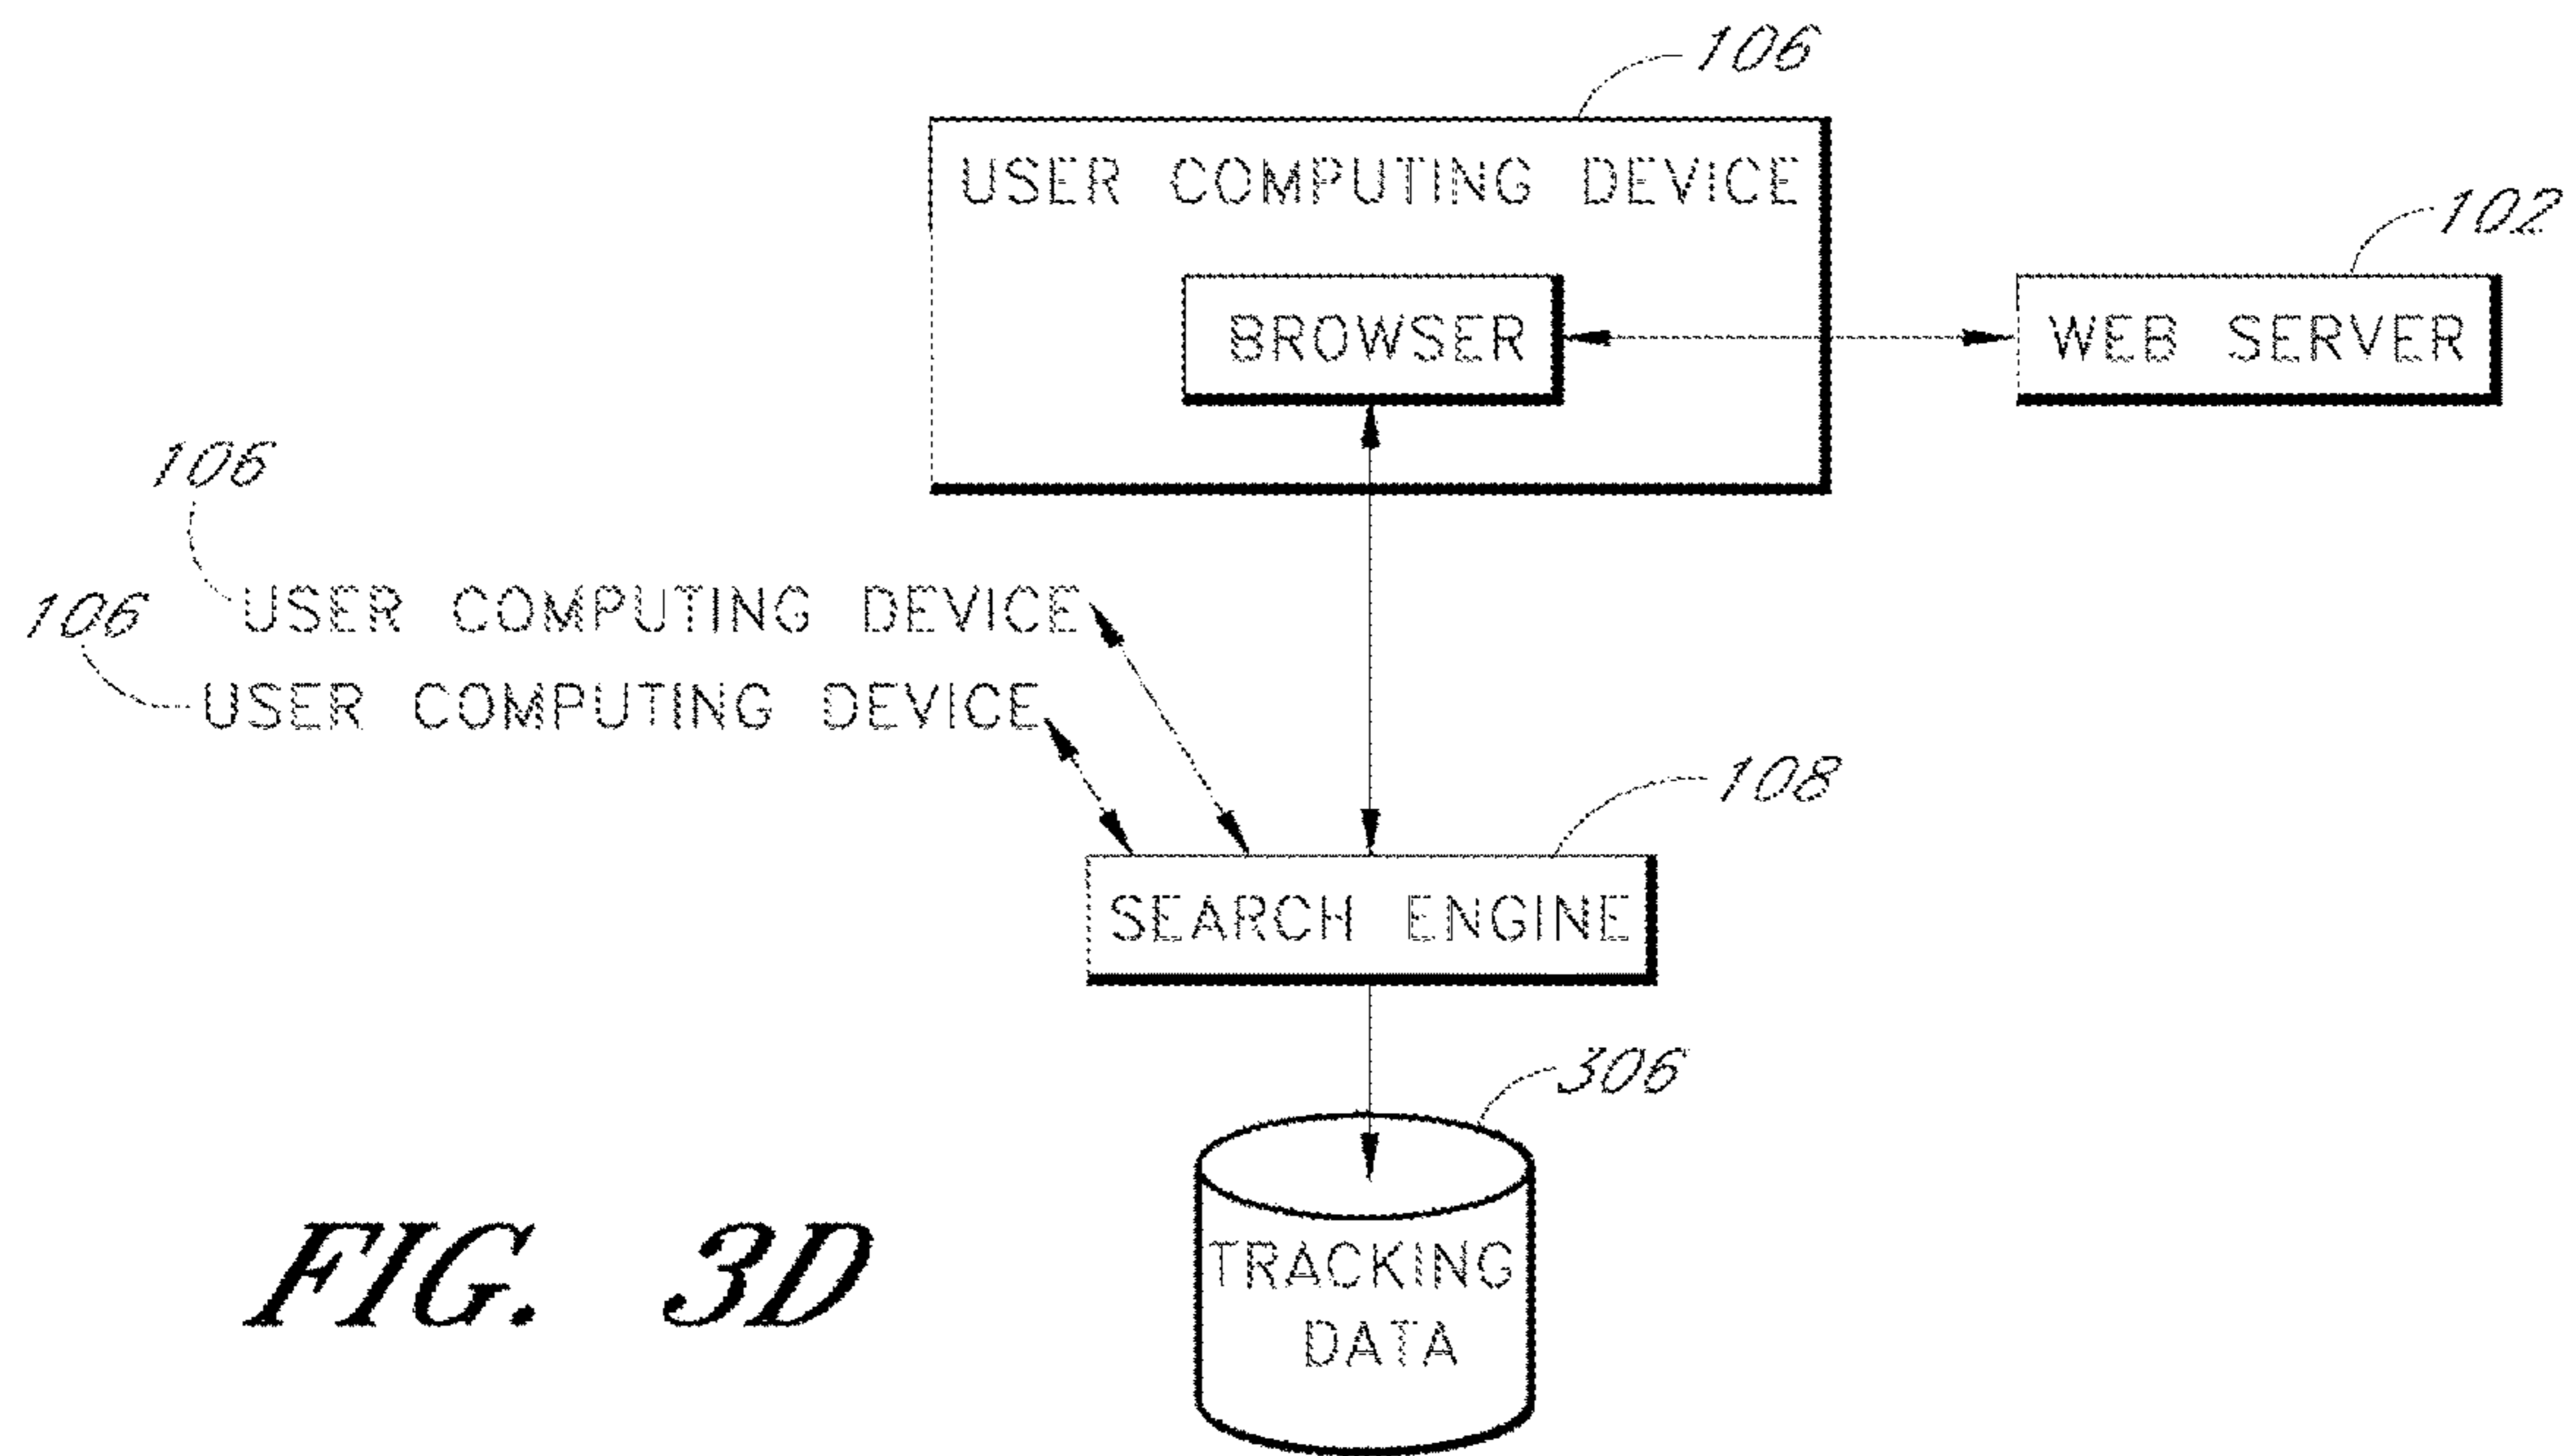 106
USER COMPUTING DEVICE
102
BROWSER
WEB SERVER
106
106
USER COMPUTING DEVICE
USER COMPUTING DEVICE
108
SEARCH ENGINE
306
TRACKING
DATA
FIG. 3D